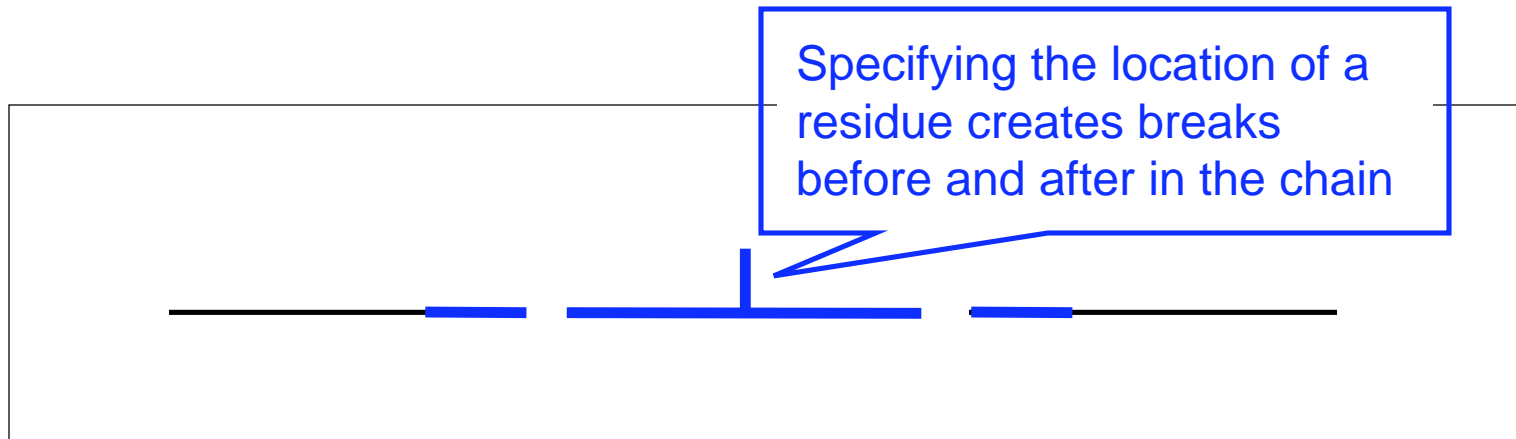 Specifying the location of a
residue creates breaks
before and after in the chain